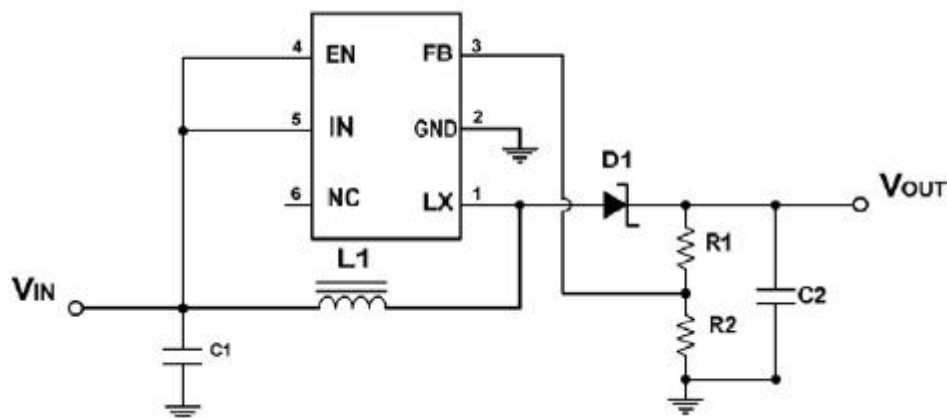 4 EN FB 3
5 IN GND 2
D1
6 NC LX 1
VOUT
L1
R1
VIN
C2
R2
C1